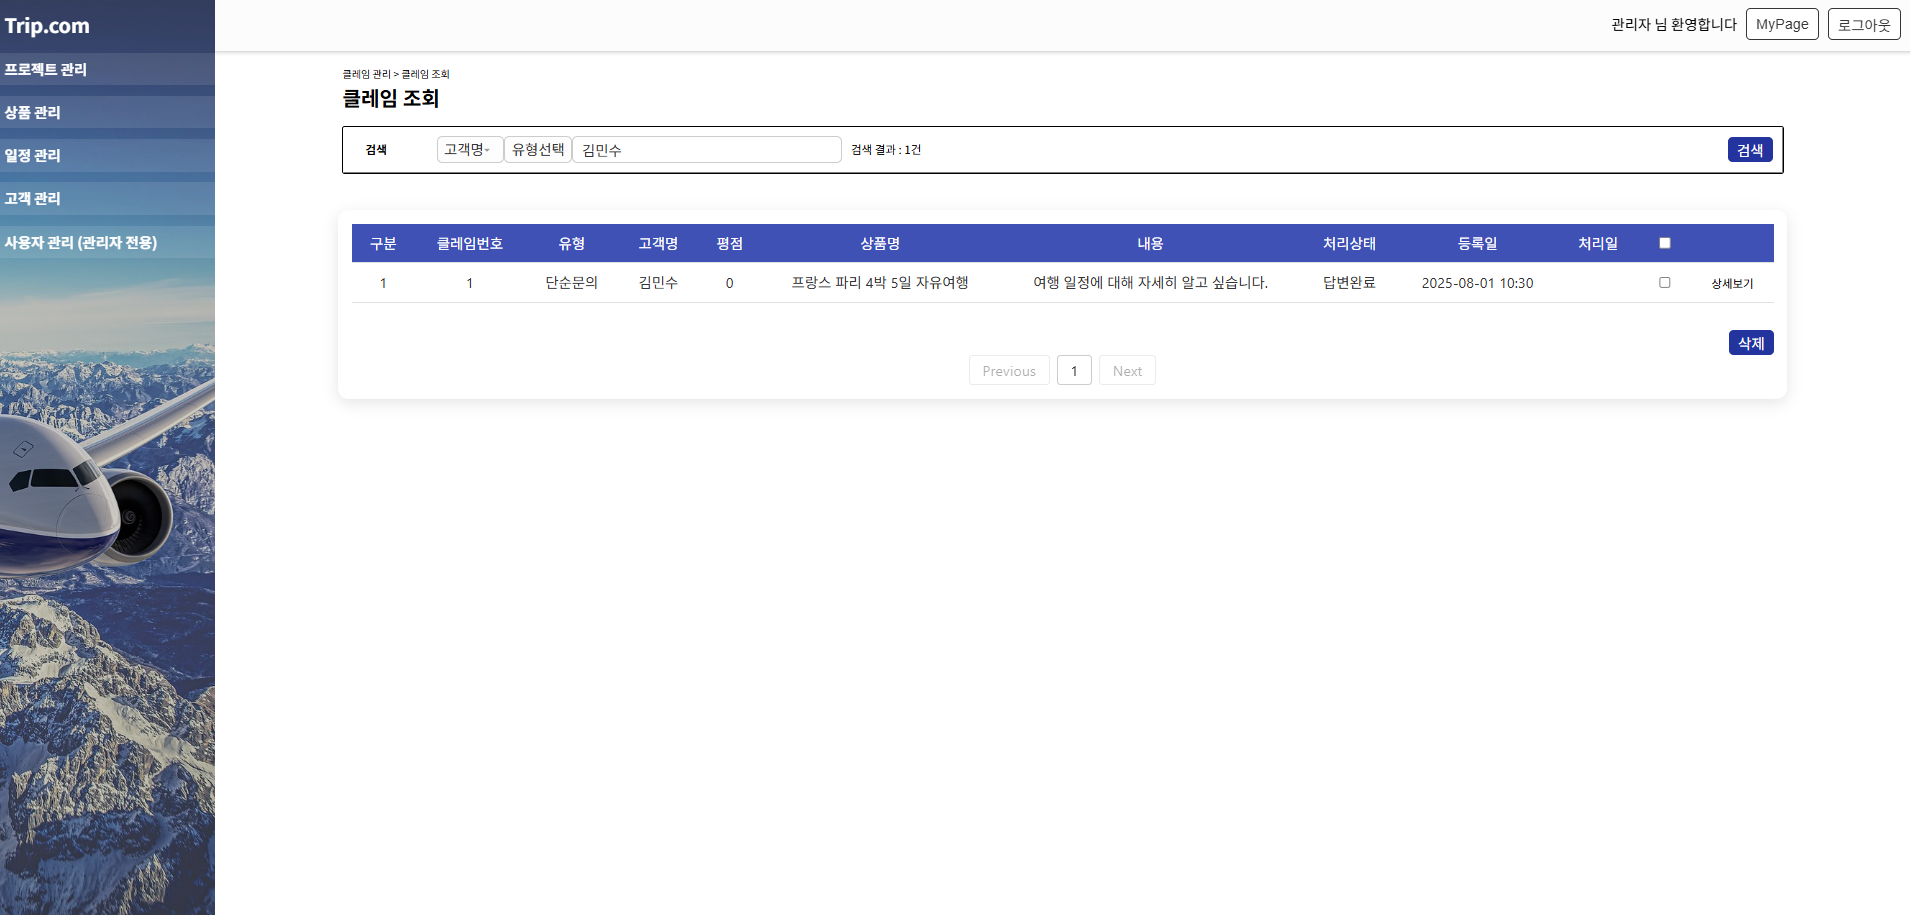 Trip.com
프로젝트 관리
상품 관리
일정 관리
고객 관리
사용자 관리 (관리자 전용)
관리자 님 환영합니다 MyPage 로그아웃
클레임 관리 > 클레임 조회
클레임 조회
검색 고객명 유형선택 김민수 검색 결과 : 1건 검색
구분 클레임번호 유형 고객명 평점 상품명 내용 처리상태 등록일 처리일
1 1 단순문의 김민수 0 프랑스 파리 4박 5일 자유여행 여행 일정에 대해 자세히 알고 싶습니다. 답변완료 2025-08-01 10:30 상세보기
삭제
Previous 1 Next